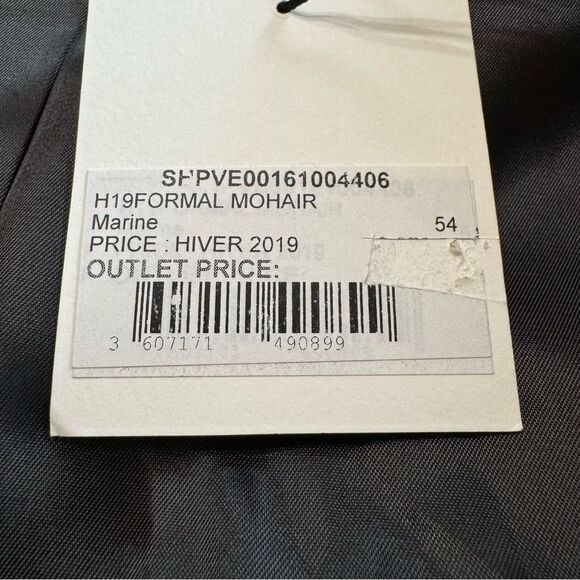 SHPVE00161004406
H19FORMAL MOHAIR
Marine 54
PRICE : HIVER 2019
OUTLET PRICE:
3 607171 490899